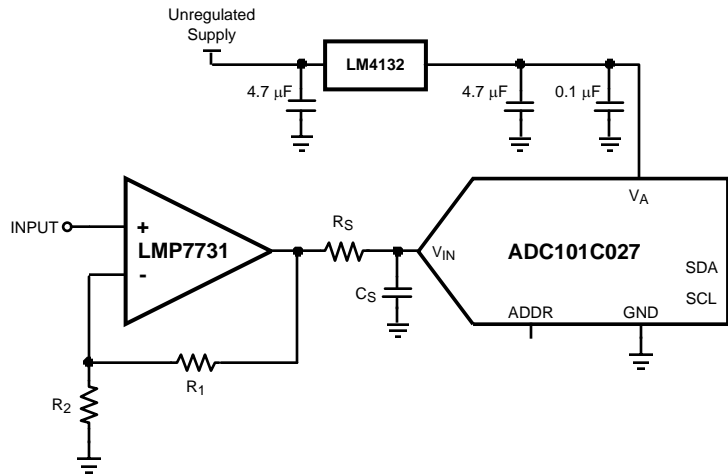 Unregulated
Supply
LM4132
4.7 µF
4.7 µF
0.1 µF
VA
INPUT
+
LMP7731
-
RS
CS
VIN
ADC101C027
SDA
SCL
ADDR
GND
R1
R2